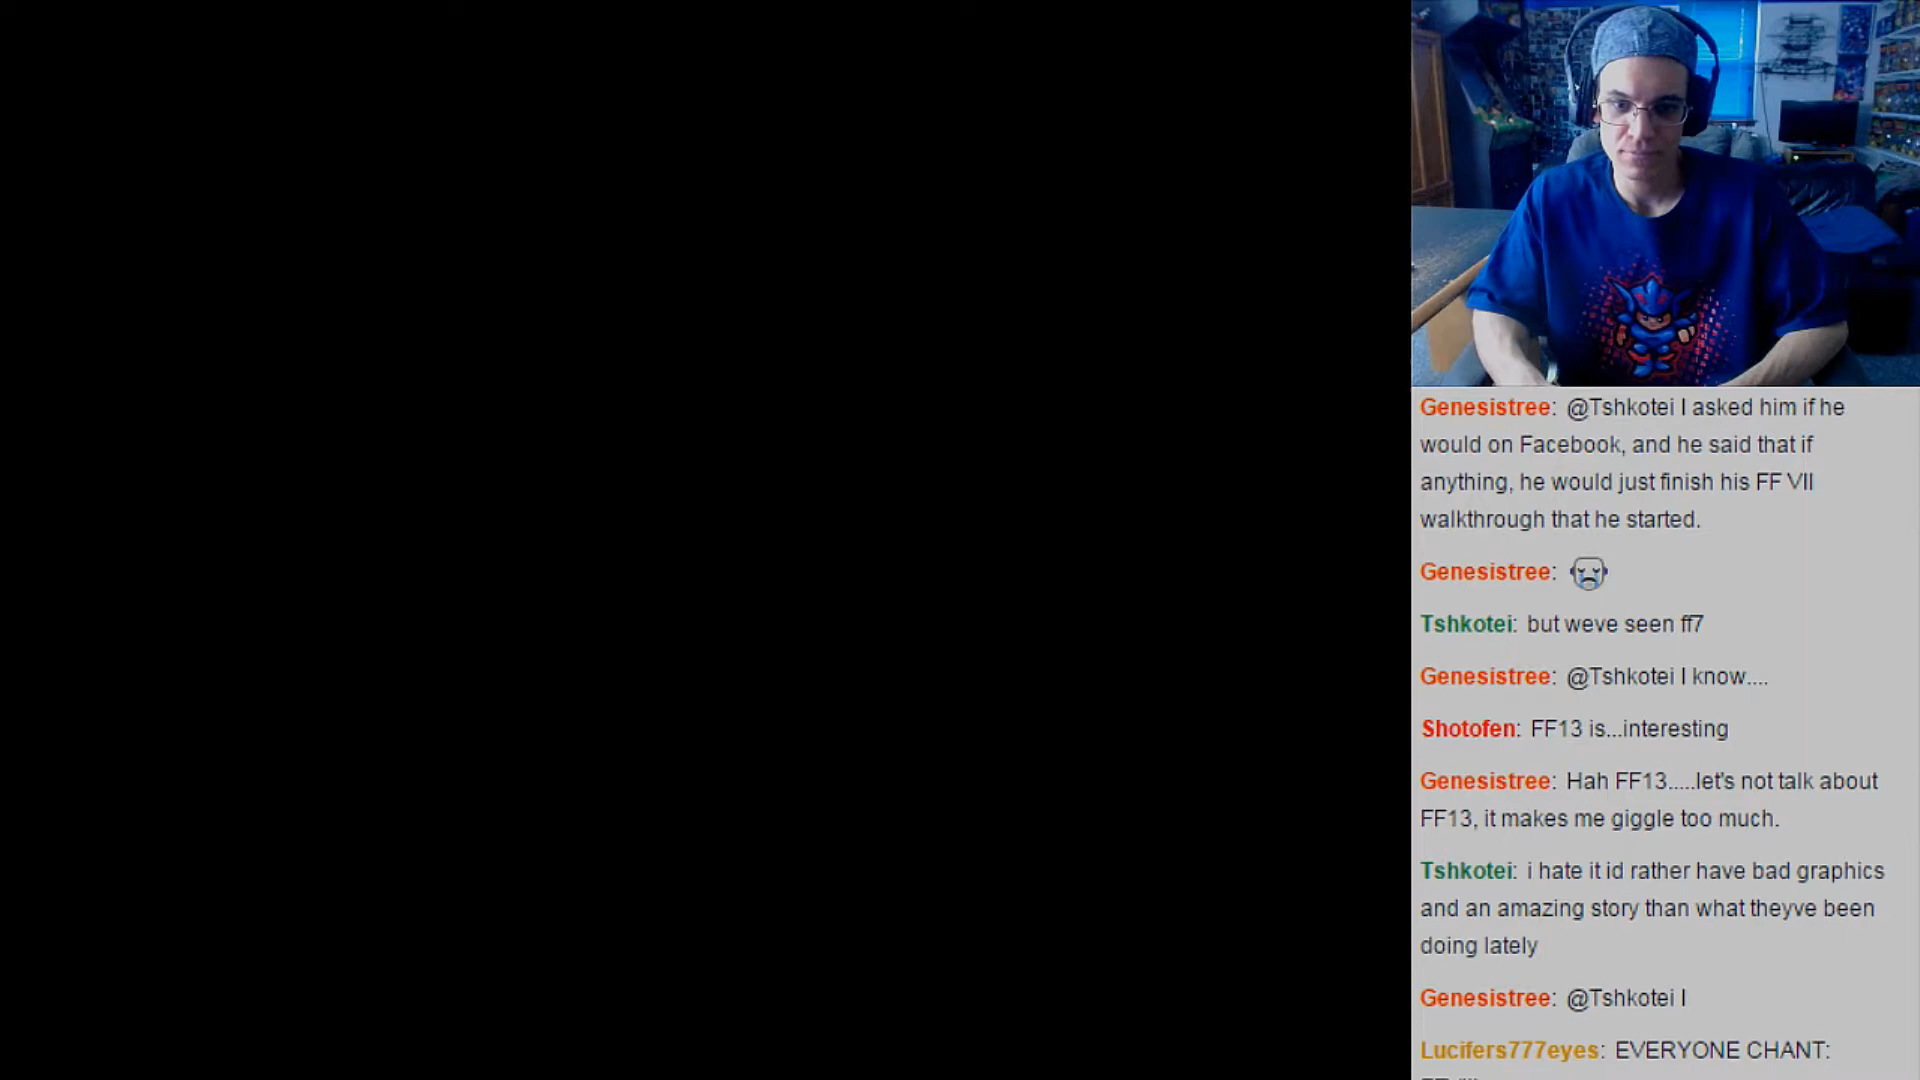 Genesistree: @Tshkotei I asked him if he
would on Facebook, and he said that if
anything, he would just finish his FF VII
walkthrough that he started.
Genesistree:
Tshkotei: but weve seen ff7
Genesistree: @Tshkotei I know....
Shotofen: FF13 is...interesting
Genesistree: Hah FF13.....let's not talk about
FF13, it makes me giggle too much.
Tshkotei: i hate it id rather have bad graphics
and an amazing story than what theyve been
doing lately
Genesistree: @Tshkotei I
Lucifers777eyes: EVERYONE CHANT: